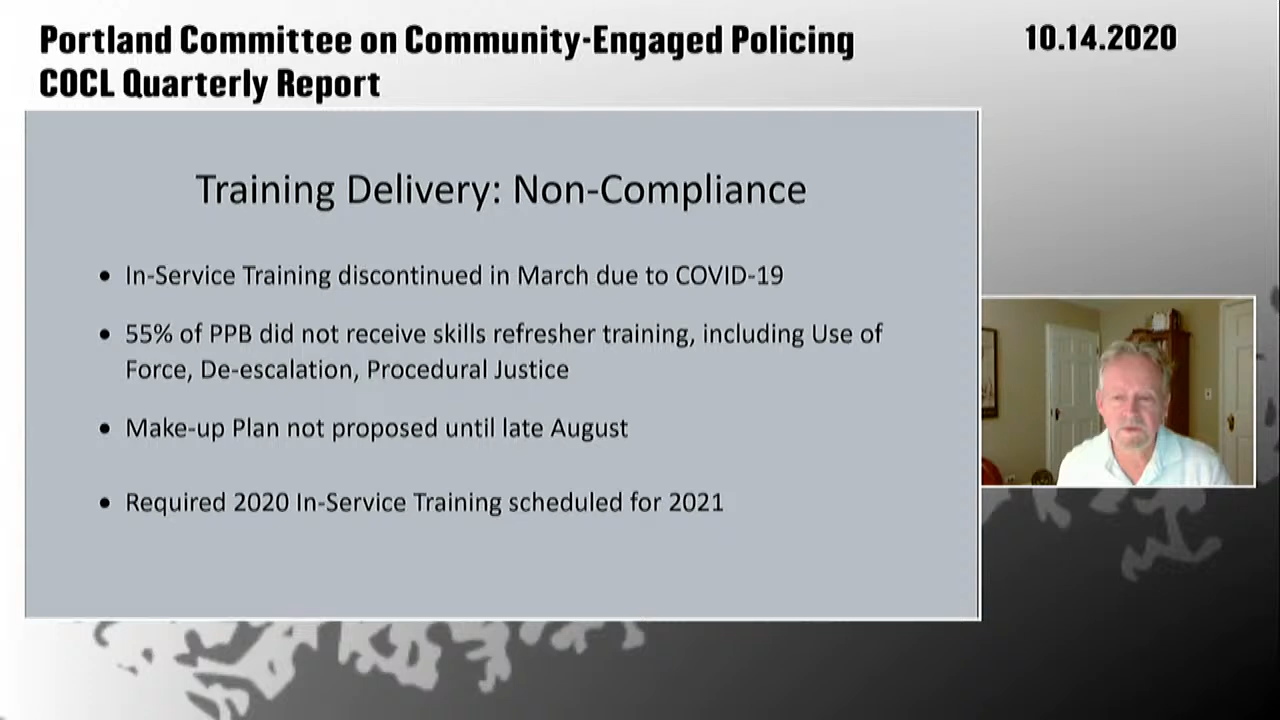 Portland Committee on Community-Engaged Policing
COCL Quarterly Report
10.14.2020
Training Delivery: Non-Compliance
• In-Service Training discontinued in March due to COVID-19
• 55% of PPB did not receive skills refresher training, including Use of
Force, De-escalation, Procedural Justice
• Make-up Plan not proposed until late August
• Required 2020 In-Service Training scheduled for 2021